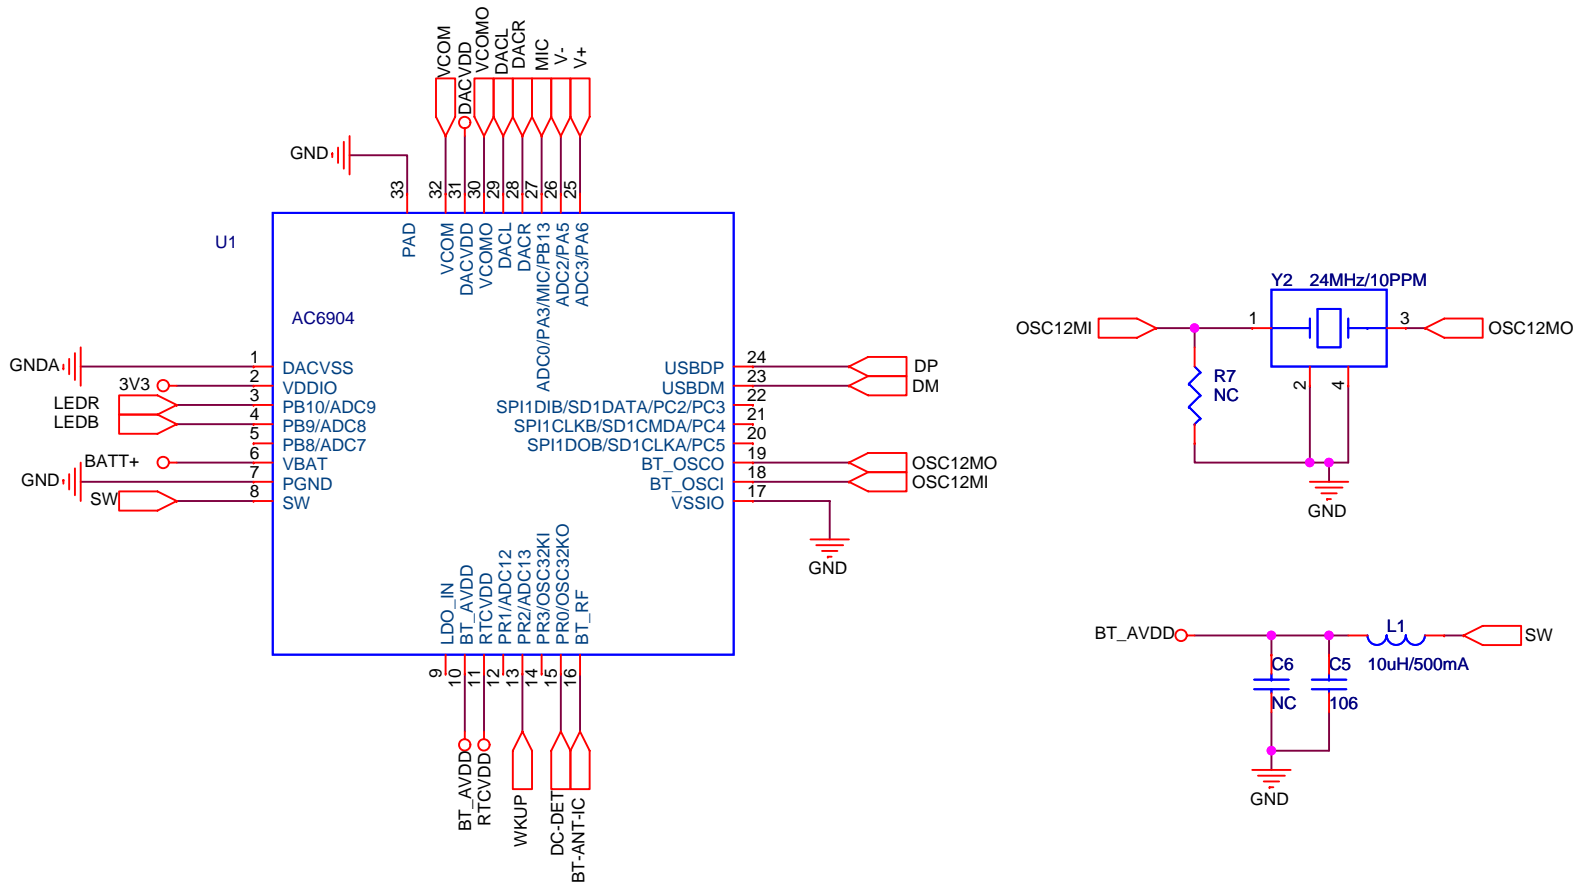 VCOM
DACVDD
VCOMO
DACL
DACR
MIC
V-
V+
GND
33
32
31
30
29
28
27
26
25
U1
PAD
VCOM
DACVDD
VCOMO
DACL
DACR
ADC0/PA3/MIC/PB13
ADC2/PA5
ADC3/PA6
AC6904
GNDA
1
DACVSS
3V3
2
VDDIO
LEDR
3
PB10/ADC9
LEDB
4
PB9/ADC8
5
PB8/ADC7
BATT+
6
VBAT
GND
7
PGND
SW
8
SW
USBDP
24
DP
USBDM
23
DM
SPI1DIB/SD1DATA/PC2/PC3
22
SPI1CLKB/SD1CMDA/PC4
21
SPI1DOB/SD1CLKA/PC5
20
BT_OSCO
19
OSC12MO
BT_OSCI
18
OSC12MI
VSSIO
17
GND
LDO_IN
BT_AVDD
RTCVDD
PR1/ADC12
PR2/ADC13
PR3/OSC32KI
PR0/OSC32KO
BT_RF
9
10
11
12
13
14
15
16
BT_AVDD
RTCVDD
WKUP
DC-DET
BT-ANT-IC
Y2 24MHz/10PPM
OSC12MI
1
3
OSC12MO
2
4
R7
NC
GND
BT_AVDD
L1
SW
10uH/500mA
C6
NC
C5
106
GND